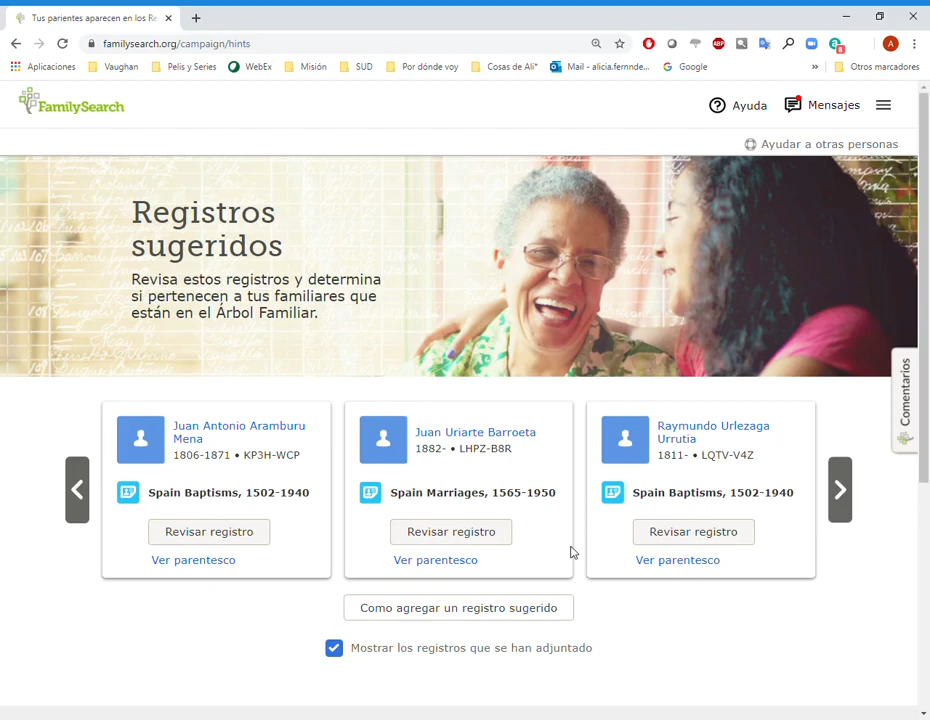 Tus parientes aparecen en los Re
familysearch.org/campaign/hints
ABP
8
A
Aplicaciones
Vaughan
Pelis y Series
WebEx
Misión
SUD
Por dónde voy
Cosas de Ali*
Mail - alicia.fernnde...
Google
»
Otros marcadores
FamilySearch
Ayuda
Mensajes
Ayudar a otras personas
Registros
sugeridos
Revisa estos registros y determina
si pertenecen a tus familiares que
están en el Árbol Familiar.
Comentarios
Juan Antonio Aramburu
Mena
1806-1871 • KP3H-WCP
Spain Baptisms, 1502-1940
Revisar registro
Ver parentesco
Juan Uriarte Barroeta
1882- • LHPZ-B8R
Spain Marriages, 1565-1950
Revisar registro
Ver parentesco
Raymundo Urlezaga
Urrutia
1811- • LQTV-V4Z
Spain Baptisms, 1502-1940
Revisar registro
Ver parentesco
Como agregar un registro sugerido
Mostrar los registros que se han adjuntado